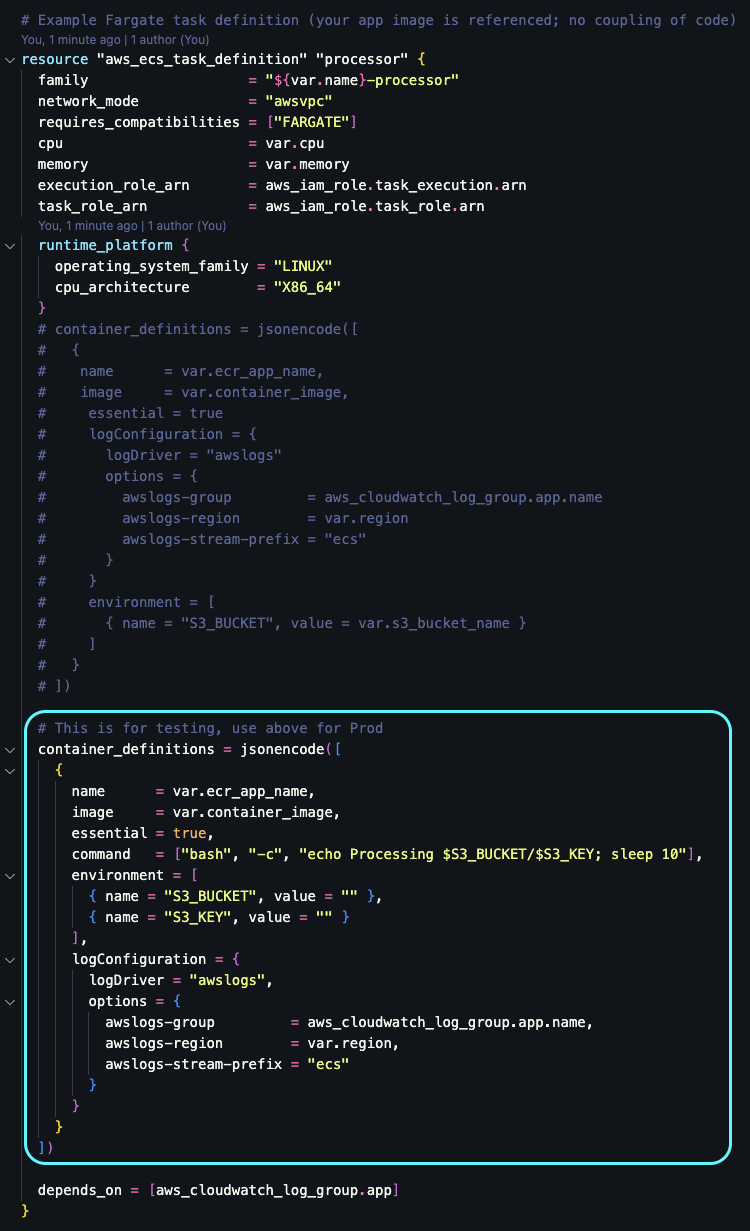 # Example Fargate task definition (your app image is referenced; no coupling of code)
You, 1 minute ago | 1 author (You)
resource "aws_ecs_task_definition" "processor" {
  family                   = "${var.name}-processor"
  network_mode             = "awsvpc"
  requires_compatibilities = ["FARGATE"]
  cpu                      = var.cpu
  memory                   = var.memory
  execution_role_arn       = aws_iam_role.task_execution.arn
  task_role_arn            = aws_iam_role.task_role.arn
  You, 1 minute ago | 1 author (You)
  runtime_platform {
    operating_system_family = "LINUX"
    cpu_architecture        = "X86_64"
  }
  # container_definitions = jsonencode([
  #   {
  #    name      = var.ecr_app_name,
  #    image     = var.container_image,
  #     essential = true
  #     logConfiguration = {
  #       logDriver = "awslogs"
  #       options = {
  #         awslogs-group         = aws_cloudwatch_log_group.app.name
  #         awslogs-region        = var.region
  #         awslogs-stream-prefix = "ecs"
  #       }
  #     }
  #     environment = [
  #       { name = "S3_BUCKET", value = var.s3_bucket_name }
  #     ]
  #   }
  # ])
  # This is for testing, use above for Prod
  container_definitions = jsonencode([
    {
      name      = var.ecr_app_name,
      image     = var.container_image,
      essential = true,
      command   = ["bash", "-c", "echo Processing $S3_BUCKET/$S3_KEY; sleep 10"],
      environment = [
        { name = "S3_BUCKET", value = "" },
        { name = "S3_KEY", value = "" }
      ],
      logConfiguration = {
        logDriver = "awslogs",
        options = {
          awslogs-group         = aws_cloudwatch_log_group.app.name,
          awslogs-region        = var.region,
          awslogs-stream-prefix = "ecs"
        }
      }
    }
  ])
  depends_on = [aws_cloudwatch_log_group.app]
}